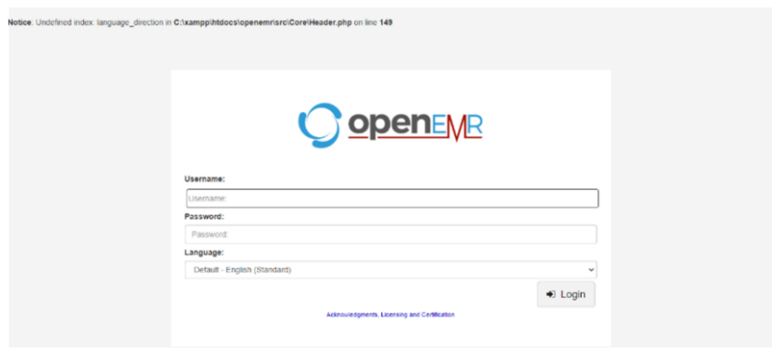 Notice: Undefined index: language_direction in C:\xampp\htdocs\openemr\src\Core\Header.php on line 149
openEMR
Username:
Username:
Password:
Password:
Language:
Default - English (Standard)
Login
Acknowledgments, Licensing and Certification